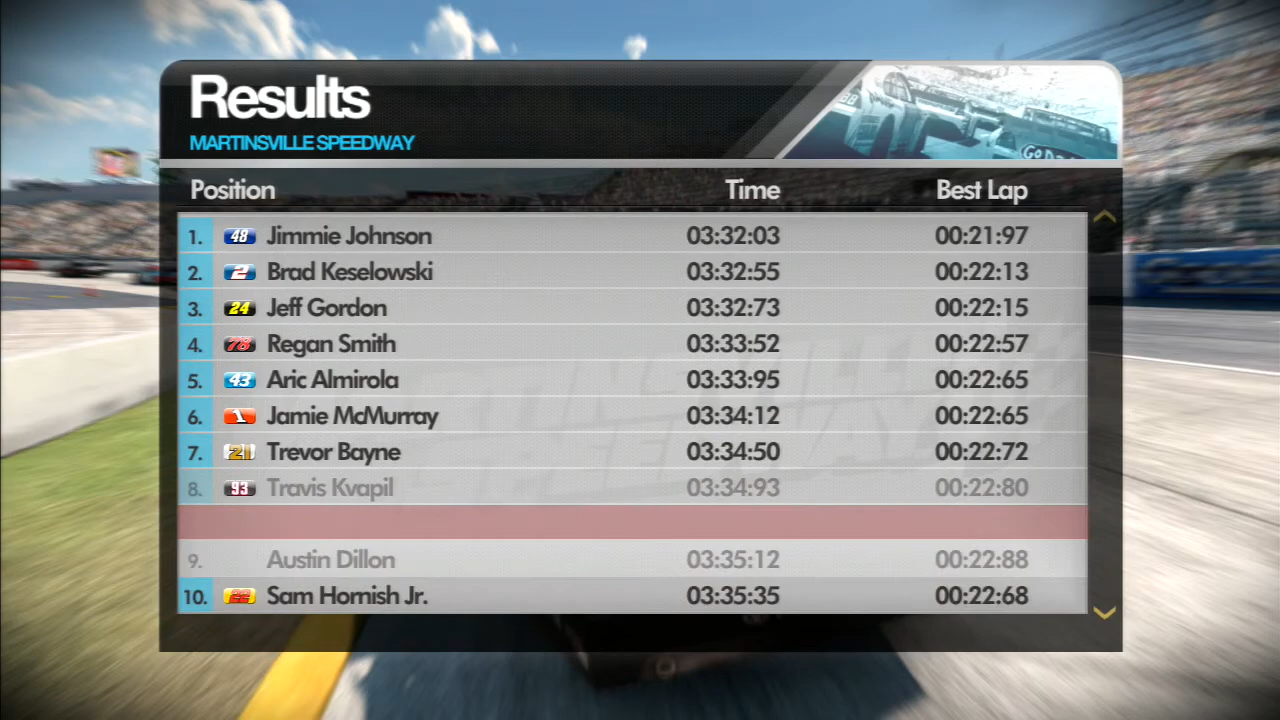 Results
MARTINSVILLE SPEEDWAY
Position Time Best Lap
1. 48 Jimmie Johnson 03:32:03 00:21:97
2. 2 Brad Keselowski 03:32:55 00:22:13
3. 24 Jeff Gordon 03:32:73 00:22:15
4. 78 Regan Smith 03:33:52 00:22:57
5. 43 Aric Almirola 03:33:95 00:22:65
6. 1 Jamie McMurray 03:34:12 00:22:65
7. 21 Trevor Bayne 03:34:50 00:22:72
8. 93 Travis Kvapil 03:34:93 00:22:80
9. Austin Dillon 03:35:12 00:22:88
10. 22 Sam Hornish Jr. 03:35:35 00:22:68